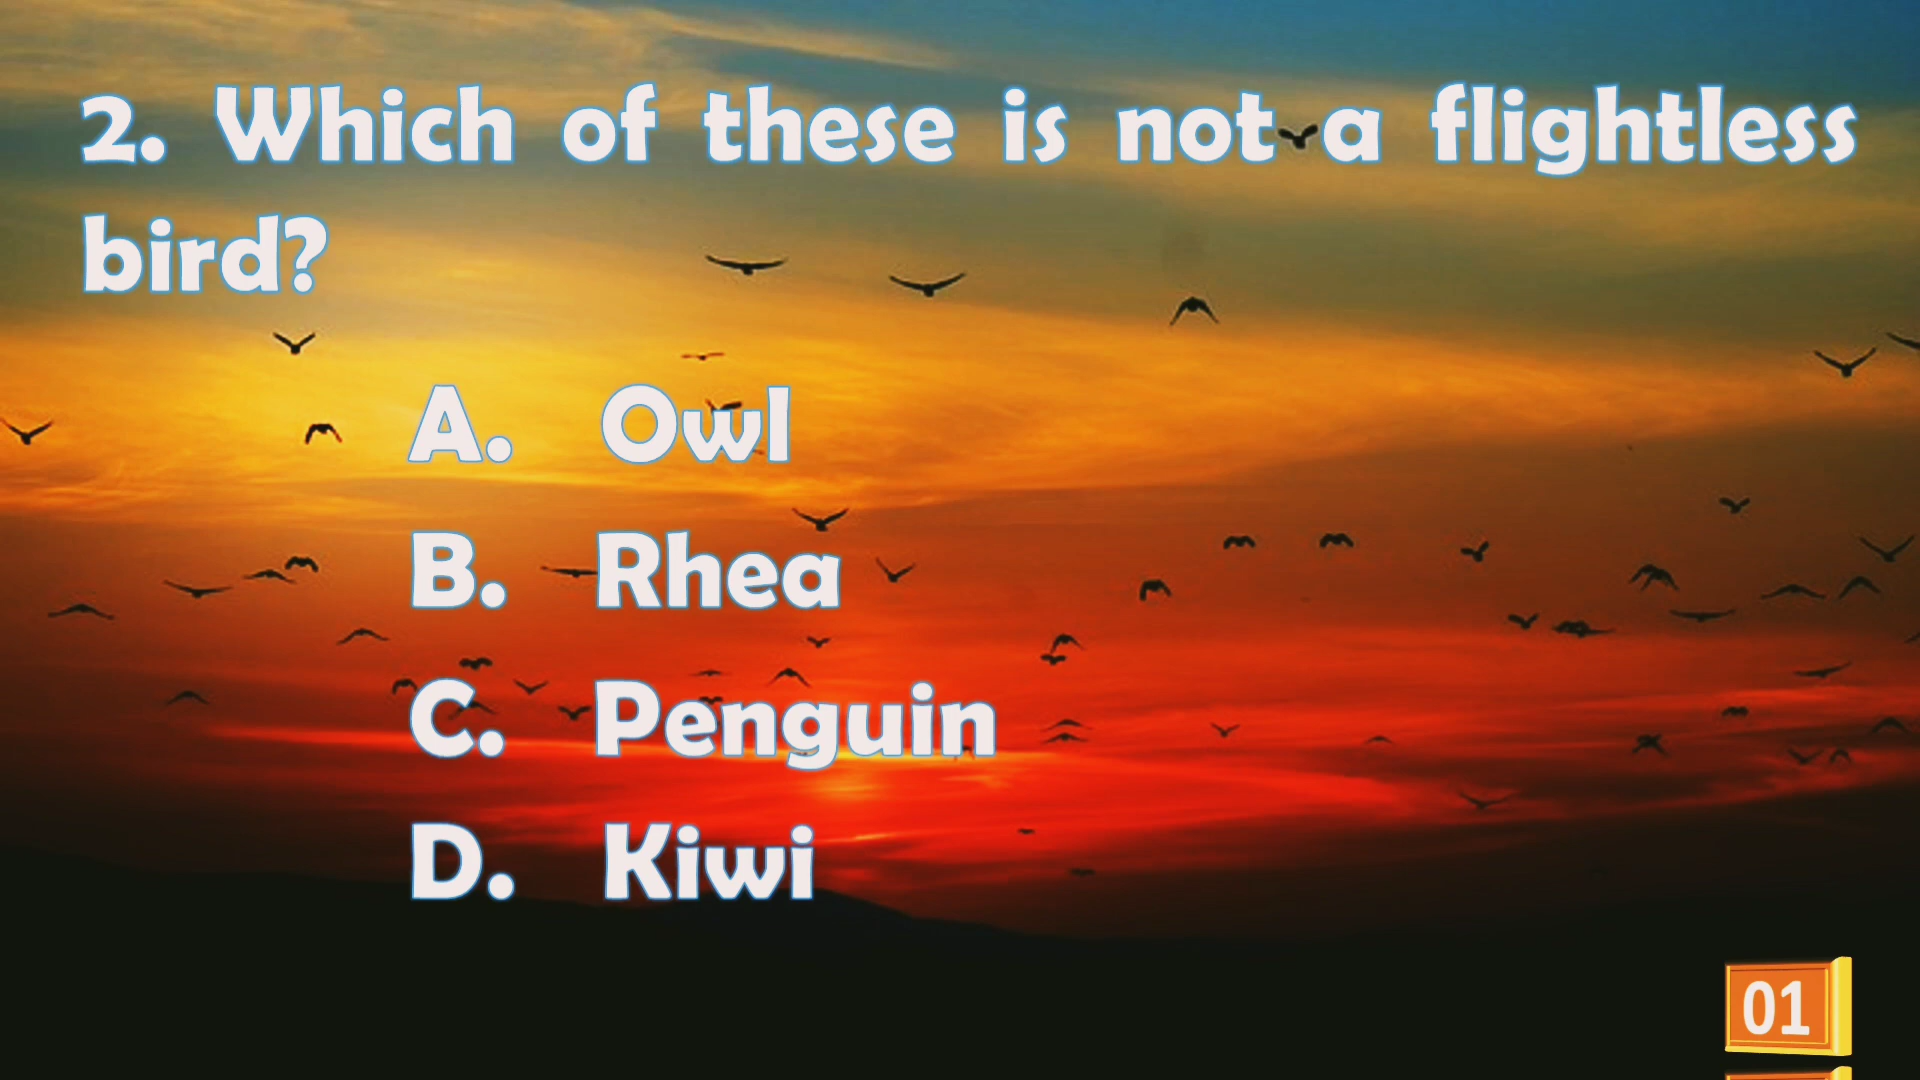 2. Which of these is not a flightless
bird?
A. Owl
B. Rhea
C. Penguin
D. Kiwi
01